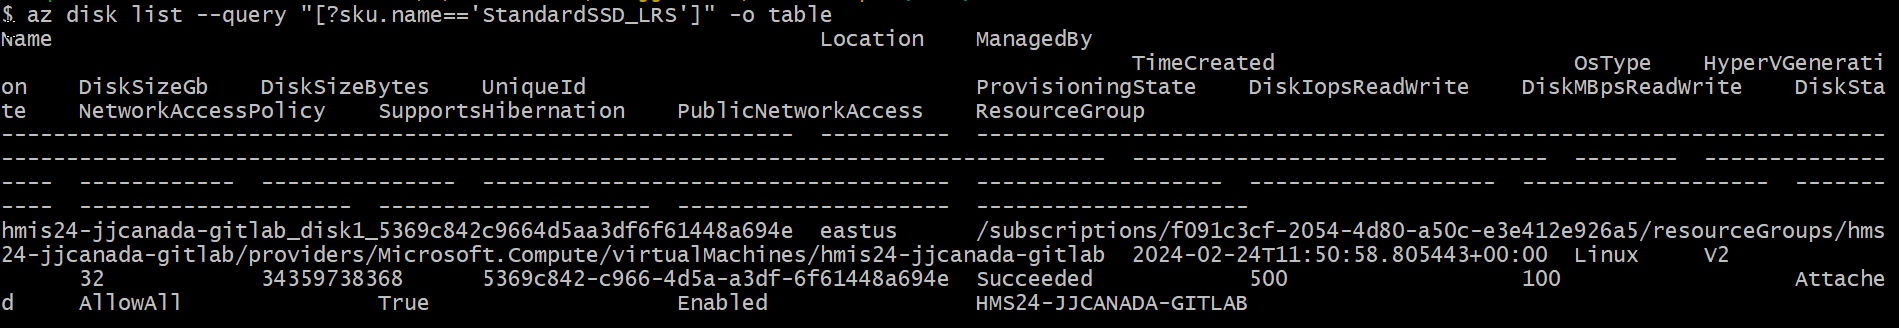 $ az disk list --query "[?sku.name=='StandardSSD_LRS']" -o table
Name                                                            Location    ManagedBy
                                                                                       TimeCreated                       OsType    HyperVGenerati
on    DiskSizeGb    DiskSizeBytes    UniqueId                              ProvisioningState    DiskIopsReadWrite    DiskMBpsReadWrite    DiskSta
te    NetworkAccessPolicy    SupportsHibernation    PublicNetworkAccess    ResourceGroup
-------------------------------------------------------------  ----------  ----------------------------------------------------------------------
-------------------------------------------------------------------------------------  --------------------------------  --------  --------------
----  ------------  ---------------  ------------------------------------  -------------------  -------------------  -------------------  -------
----  ---------------------  ---------------------  ---------------------  ---------------------
hmis24-jjcanada-gitlab_disk1_5369c842c9664d5aa3df6f61448a694e  eastus      /subscriptions/f091c3cf-2054-4d80-a50c-e3e412e926a5/resourceGroups/hms
24-jjcanada-gitlab/providers/Microsoft.Compute/virtualMachines/hmis24-jjcanada-gitlab  2024-02-24T11:50:58.805443+00:00  Linux     V2
      32            34359738368      5369c842-c966-4d5a-a3df-6f61448a694e  Succeeded            500                  100                  Attache
d     AllowAll               True                   Enabled                HMS24-JJCANADA-GITLAB